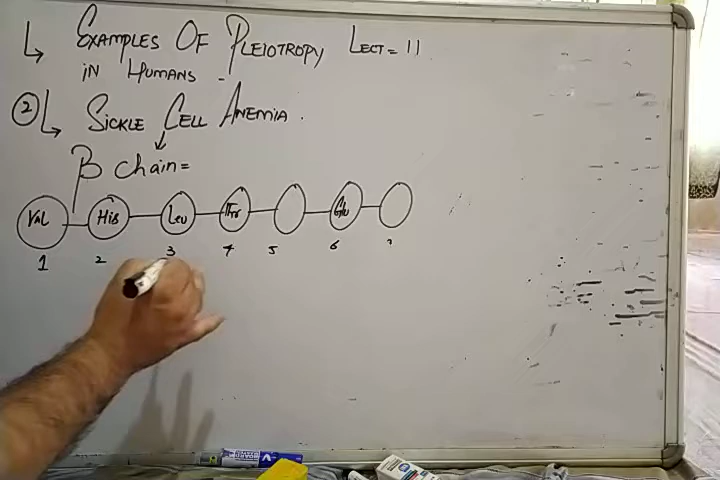 Examples Of Pleiotropy Lect = 11
in Humans -
2 Sickle Cell Anemia.
β chain =
Val His Leu Thr Glu
1 2 3 4 5 6